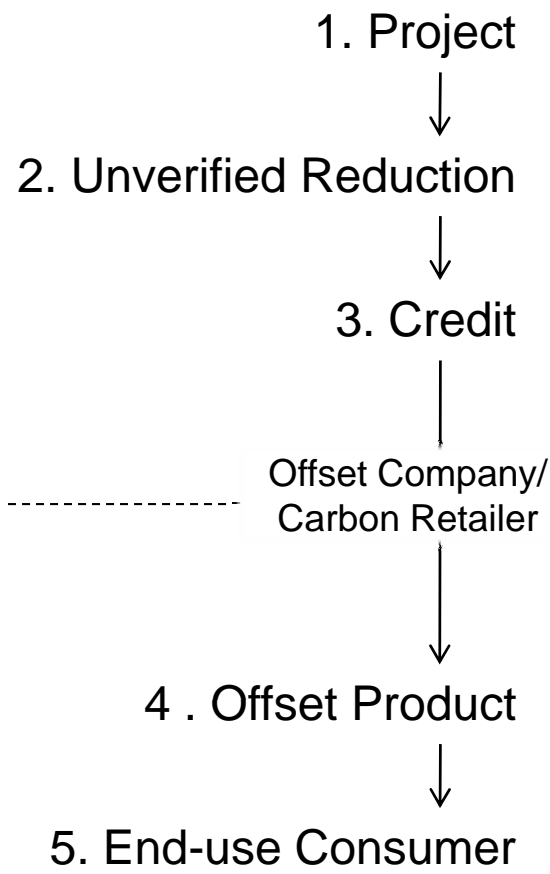 1. Project
2. Unverified Reduction
3. Credit
Offset Company/
Carbon Retailer
4 . Offset Product
5. End-use Consumer